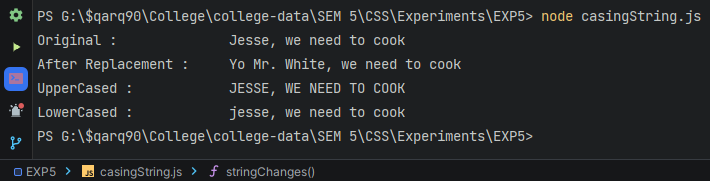 PS G:\$qarq90\College\college-data\SEM 5\CSS\Experiments\EXP5> node casingString.js
Original :              Jesse, we need to cook
After Replacement :     Yo Mr. White, we need to cook
UpperCased :            JESSE, WE NEED TO COOK
LowerCased :            jesse, we need to cook
PS G:\$qarq90\College\college-data\SEM 5\CSS\Experiments\EXP5>
EXP5 > JS casingString.js > f stringChanges()